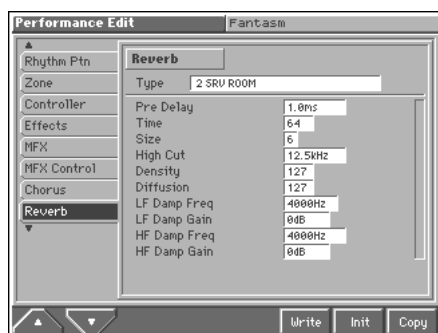 Performance Edit
Fantasm
Rhythm Ptn
Zone
Controller
Effects
MFX
MFX Control
Chorus
Reverb
Reverb
Type 2 SRV ROOM
Pre Delay 1.0ms
Time 64
Size 6
High Cut 12.5kHz
Density 127
Diffusion 127
LF Damp Freq 4000Hz
LF Damp Gain 0dB
HF Damp Freq 4000Hz
HF Damp Gain 0dB
Write Init Copy